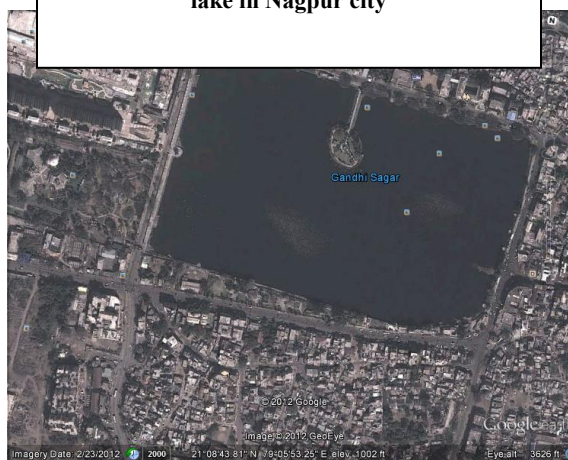 lake in Nagpur city
Gandhi Sagar
© 2012 Google
Image © 2012 GeoEye
Google earth
Imagery Date: 2/23/2012 2000 21°08'43.81" N 79°05'53.25" E elev 1002 ft Eye alt 3626 ft